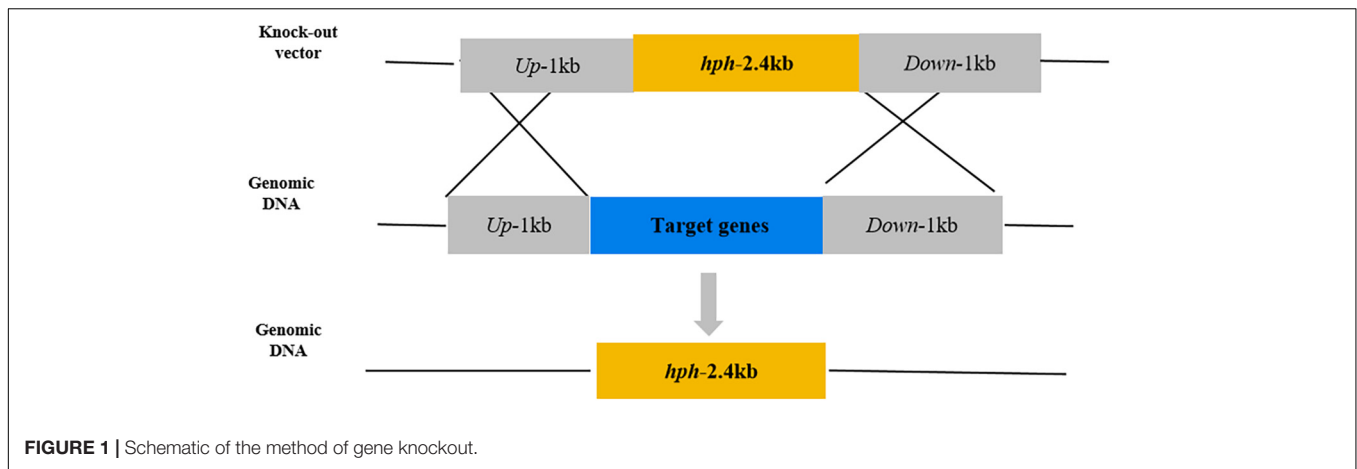 Knock-out
vector
Up-1kb hph-2.4kb Down-1kb
Genomic
DNA
Up-1kb Target genes Down-1kb
Genomic
DNA
hph-2.4kb
FIGURE 1 | Schematic of the method of gene knockout.